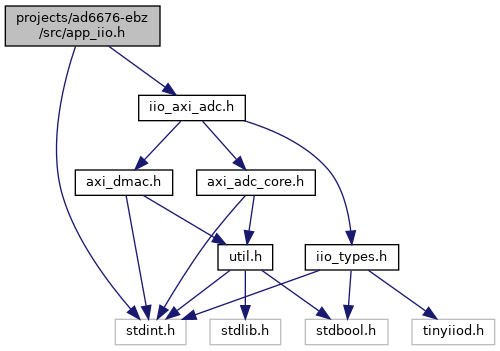 projects/ad6676-ebz
/src/app_iio.h
iio_axi_adc.h
axi_dmac.h
axi_adc_core.h
util.h
iio_types.h
stdint.h
stdlib.h
stdbool.h
tinyiiod.h